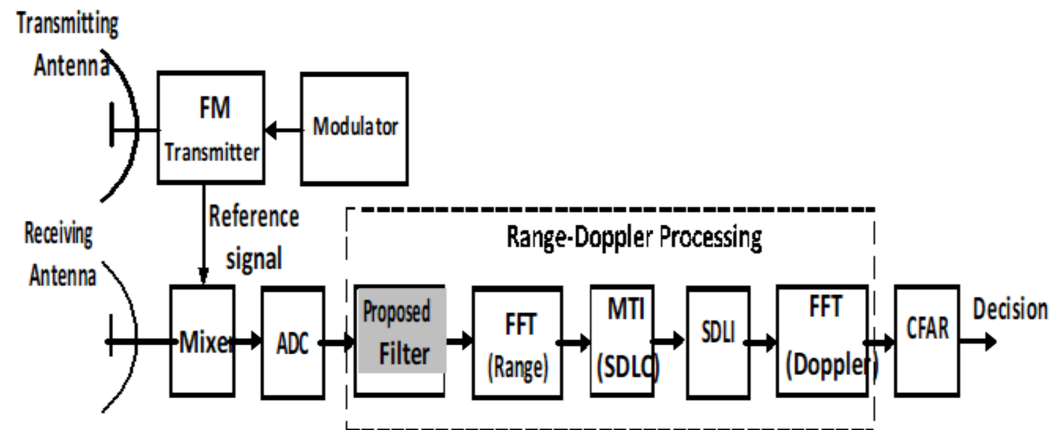 Transmitting
Antenna
FM
Transmitter
Modulator
Reference
signal
Receiving
Antenna
Range-Doppler Processing
Mixer
ADC
Proposed
Filter
FFT
(Range)
MTI
(SDLC)
SDLI
FFT
(Doppler)
CFAR
Decision